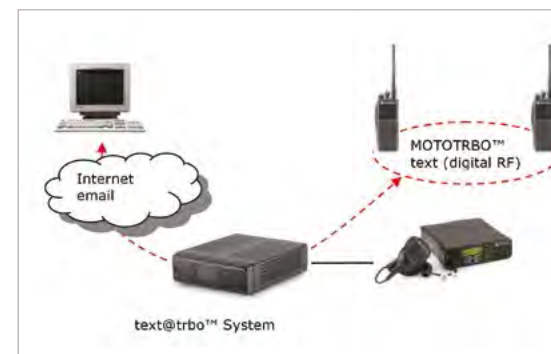 Internet
email
MOTOTRBO™
text (digital RF)
text@trbo™ System